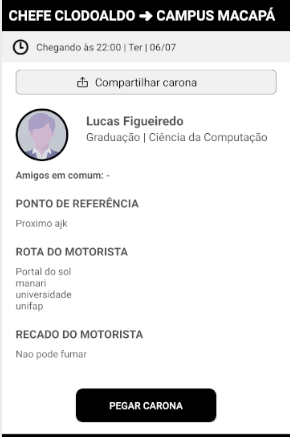 CHEFE CLODOALDO ➔ CAMPUS MACAPÁ
Chegando às 22:00 | Ter | 06/07
Compartilhar carona
Lucas Figueiredo
Graduação | Ciência da Computação
Amigos em comum: -
PONTO DE REFERÊNCIA
Proximo ajk
ROTA DO MOTORISTA
Portal do sol
manari
universidade
unifap
RECADO DO MOTORISTA
Nao pode fumar
PEGAR CARONA